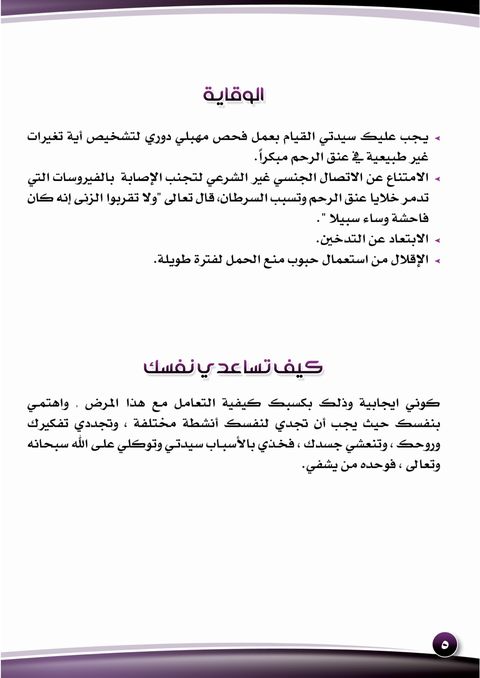 الوقاية
يجب عليك سيدتي القيام بعمل فحص مهبلي دوري لتشخيص أية تغيرات
غير طبيعية في عنق الرحم مبكراً.
الامتناع عن الاتصال الجنسي غير الشرعي لتجنب الإصابة بالفيروسات التي
تدمر خلايا عنق الرحم وتسبب السرطان، قال تعالى "ولا تقربوا الزنى إنه كان
فاحشة وساء سبيلا ".
الابتعاد عن التدخين.
الإقلال من استعمال حبوب منع الحمل لفترة طويلة.
كيف تساعدي نفسك
كوني ايجابية وذلك بكسبك كيفية التعامل مع هذا المرض . واهتمي
بنفسك حيث يجب أن تجدي لنفسك أنشطة مختلفة ، وتجددي تفكيرك
وروحك ، وتنعشي جسدك ، فخذي بالأسباب سيدتي وتوكلي على الله سبحانه
وتعالى ، فوحده من يشفي.
٥